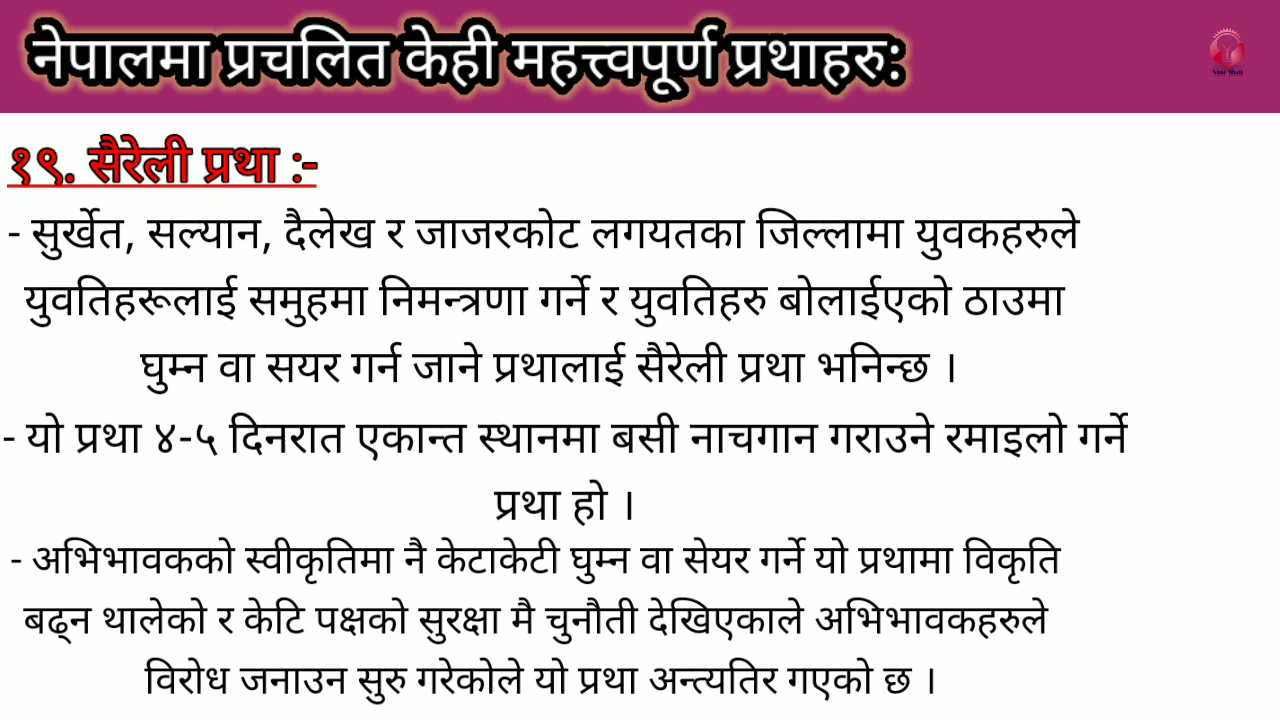 नेपालमा प्रचलित केही महत्त्वपूर्ण प्रथाहरु:
१९. सैरेली प्रथा :-
- सुर्खेत, सल्यान, दैलेख र जाजरकोट लगयतका जिल्लामा युवकहरुले
युवतिहरूलाई समुहमा निमन्त्रणा गर्ने र युवतिहरु बोलाईएको ठाउमा
घुम्न वा सयर गर्न जाने प्रथालाई सैरेली प्रथा भनिन्छ ।
- यो प्रथा ४-५ दिनरात एकान्त स्थानमा बसी नाचगान गराउने रमाइलो गर्ने
प्रथा हो ।
- अभिभावकको स्वीकृतिमा नै केटाकेटी घुम्न वा सेयर गर्ने यो प्रथामा विकृति
बढ्न थालेको र केटि पक्षको सुरक्षा मै चुनौती देखिएकाले अभिभावकहरुले
विरोध जनाउन सुरु गरेकोले यो प्रथा अन्त्यतिर गएको छ ।